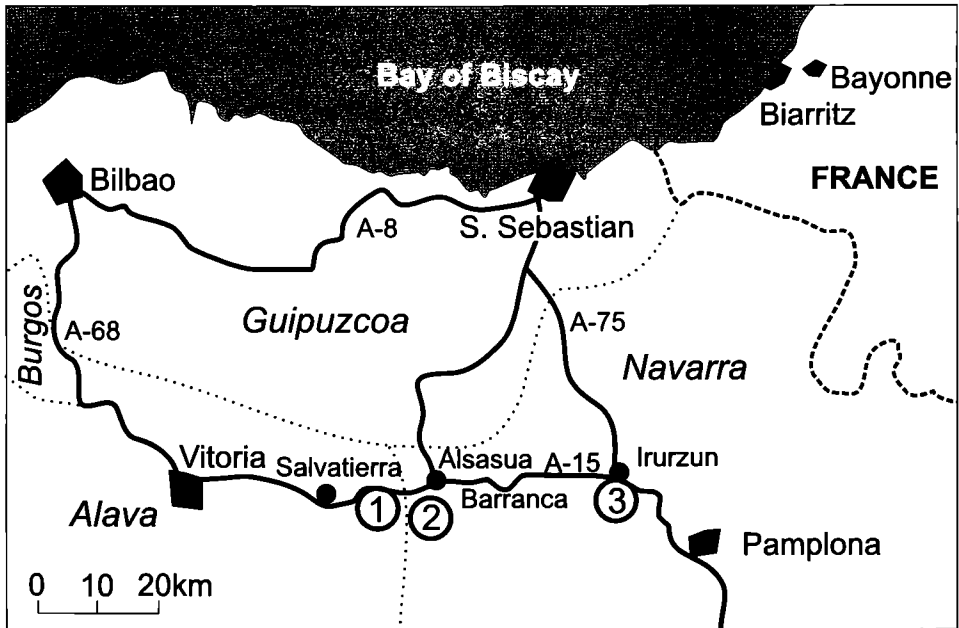 Bay of Biscay
Bayonne
Biarritz
FRANCE
Bilbao
A-8
S. Sebastian
Burgos
A-68
Guipuzcoa
A-75
Navarra
Vitoria
Salvatierra
Alsasua
A-15
Irurzun
Barranca
Alava
1
2
3
Pamplona
0 10 20km